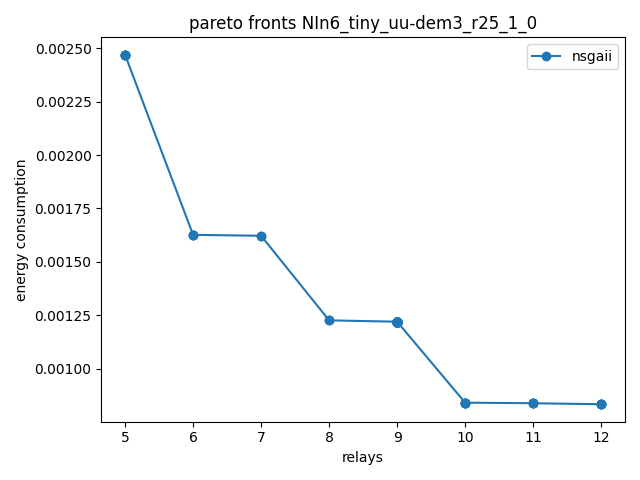 pareto fronts NIn6_tiny_uu-dem3_r25_1_0
nsgaii
0.00250
0.00225
0.00200
0.00175
0.00150
0.00125
0.00100
energy consumption
5 6 7 8 9 10 11 12
relays